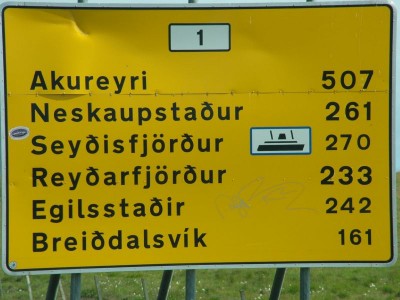 1
Akureyri 507
Neskaupstaður 261
Seyðisfjörður 270
Reyðarfjörður 233
Egilsstaðir 242
Breiðdalsvík 161